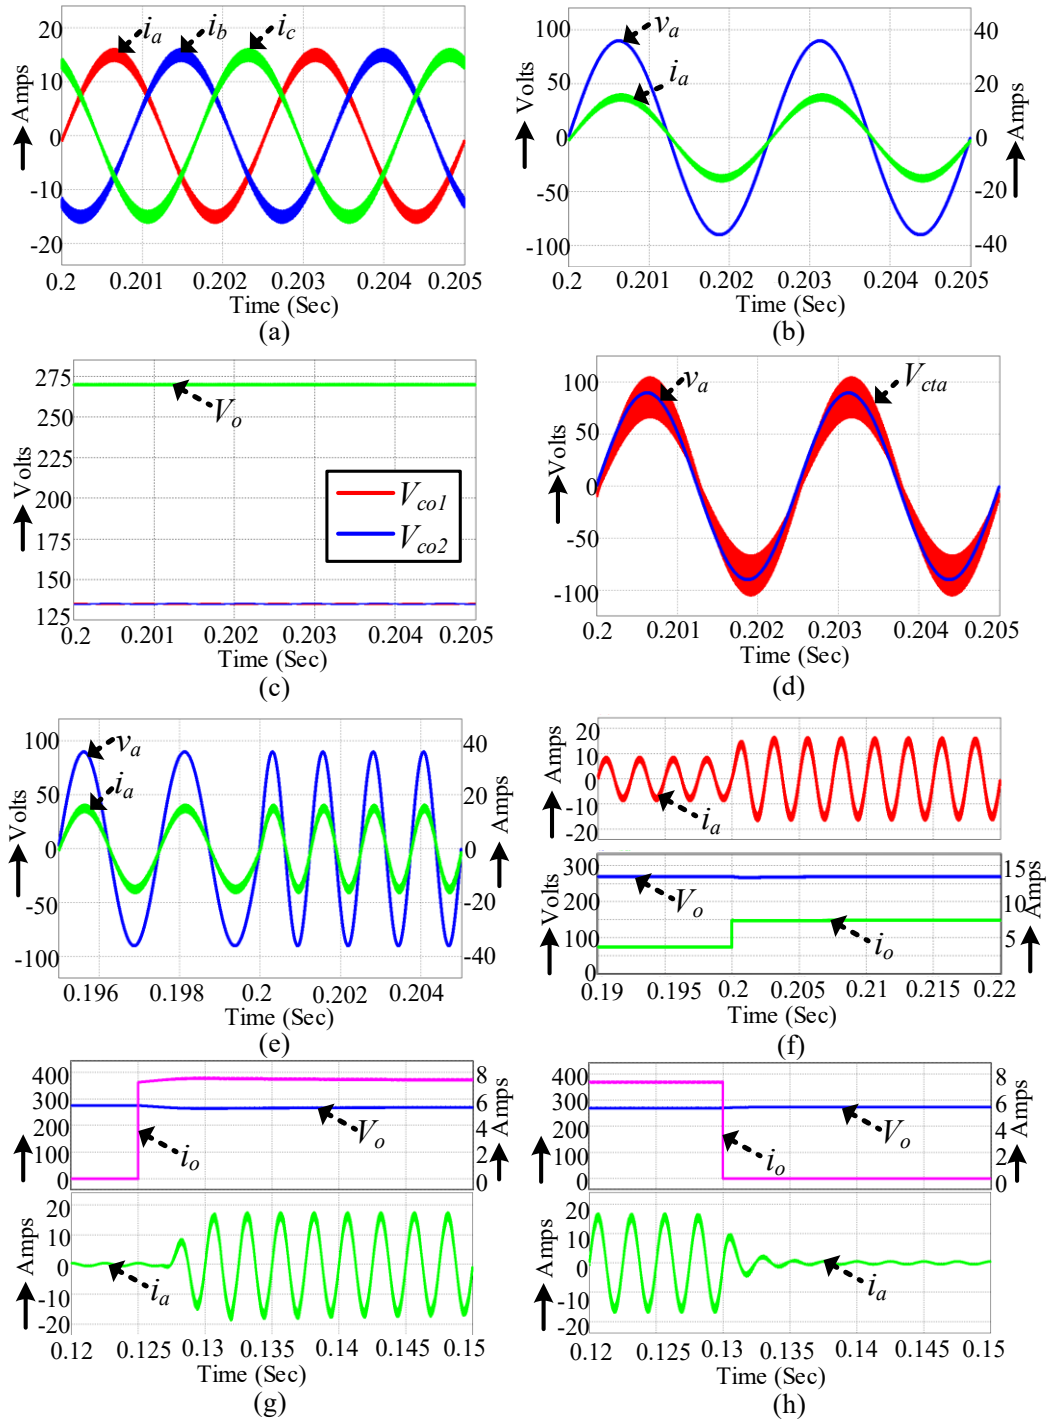 20
10
0
-10
-20
Amps
i_a
i_b
i_c
0.2 0.201 0.202 0.203 0.204 0.205
Time (Sec)
(a)
100
50
0
-50
-100
Volts
v_a
i_a
40
20
0
-20
-40
Amps
0.2 0.201 0.202 0.203 0.204 0.205
Time (Sec)
(b)
275
250
225
200
175
150
125
Volts
V_o
V_co1
V_co2
0.2 0.201 0.202 0.203 0.204 0.205
Time (Sec)
(c)
100
50
0
-50
-100
Volts
v_a
V_cta
0.2 0.201 0.202 0.203 0.204 0.205
Time (Sec)
(d)
100
50
0
-50
-100
Volts
v_a
i_a
40
20
0
-20
-40
Amps
0.196 0.198 0.2 0.202 0.204
Time (Sec)
(e)
20
10
0
-10
-20
Amps
i_a
300
200
100
0
Volts
V_o
i_o
15
10
5
Amps
0.19 0.195 0.2 0.205 0.21 0.215 0.22
Time (Sec)
(f)
400
300
200
100
0
V_o
i_o
8
6
4
2
0
Amps
20
10
0
-10
-20
Amps
i_a
0.12 0.125 0.130 0.135 0.14 0.145 0.15
Time (Sec)
(g)
400
300
200
100
0
V_o
i_o
8
6
4
2
0
Amps
20
10
0
-10
-20
Amps
i_a
0.12 0.125 0.130 0.135 0.14 0.145 0.15
Time (Sec)
(h)